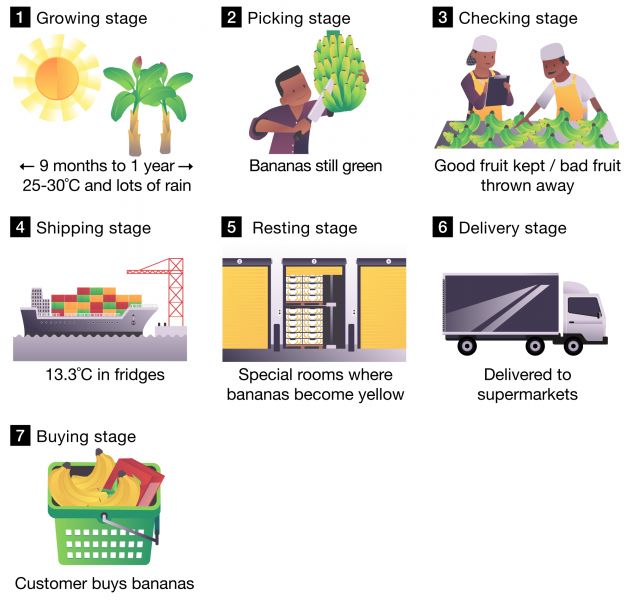 1 Growing stage
← 9 months to 1 year →
25-30°C and lots of rain
2 Picking stage
Bananas still green
3 Checking stage
Good fruit kept / bad fruit
thrown away
4 Shipping stage
13.3°C in fridges
5 Resting stage
Special rooms where
bananas become yellow
6 Delivery stage
Delivered to
supermarkets
7 Buying stage
Customer buys bananas